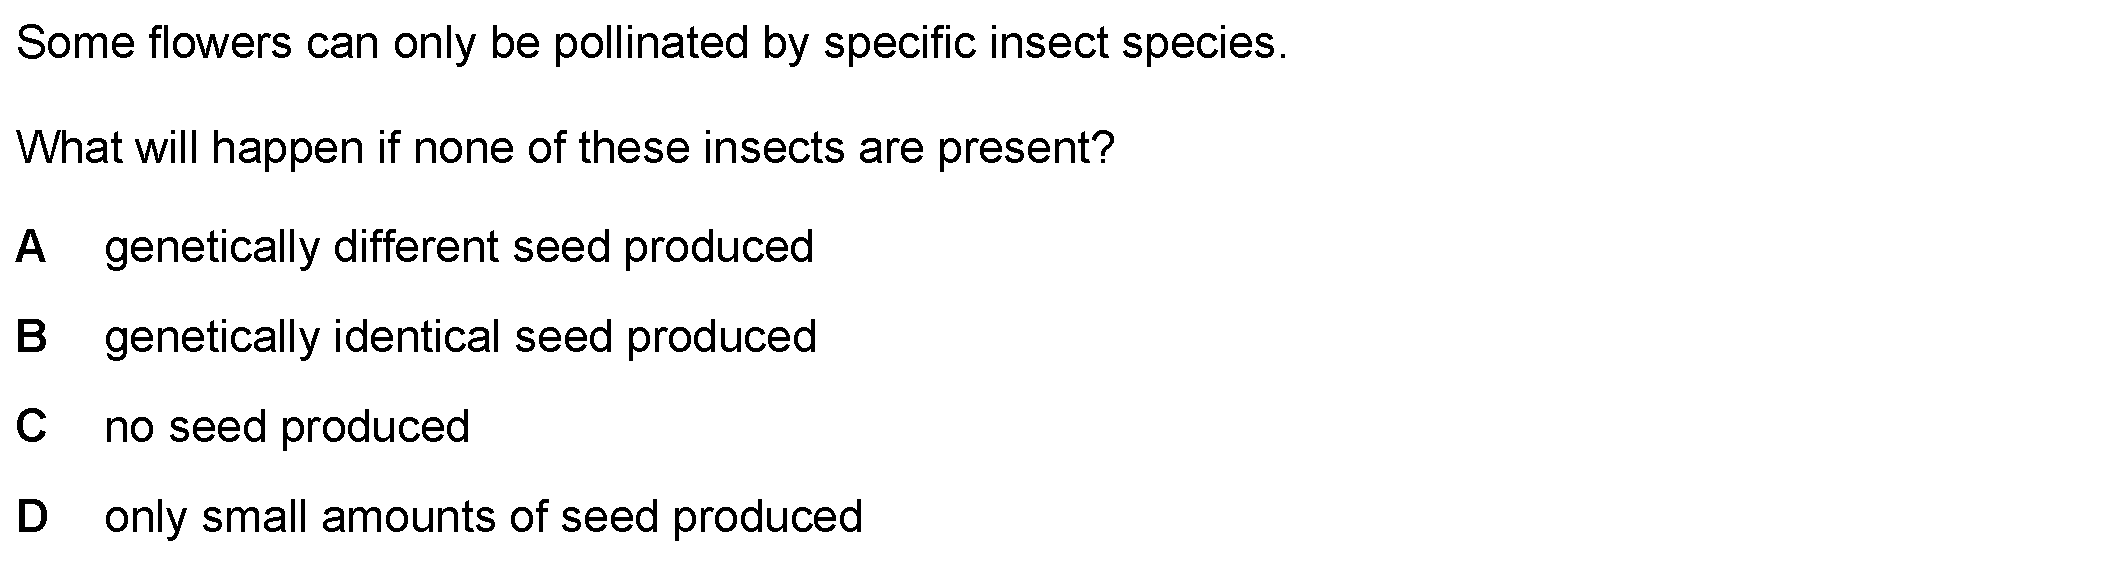 Some flowers can only be pollinated by specific insect species.
What will happen if none of these insects are present?
A genetically different seed produced
B genetically identical seed produced
C no seed produced
D only small amounts of seed produced